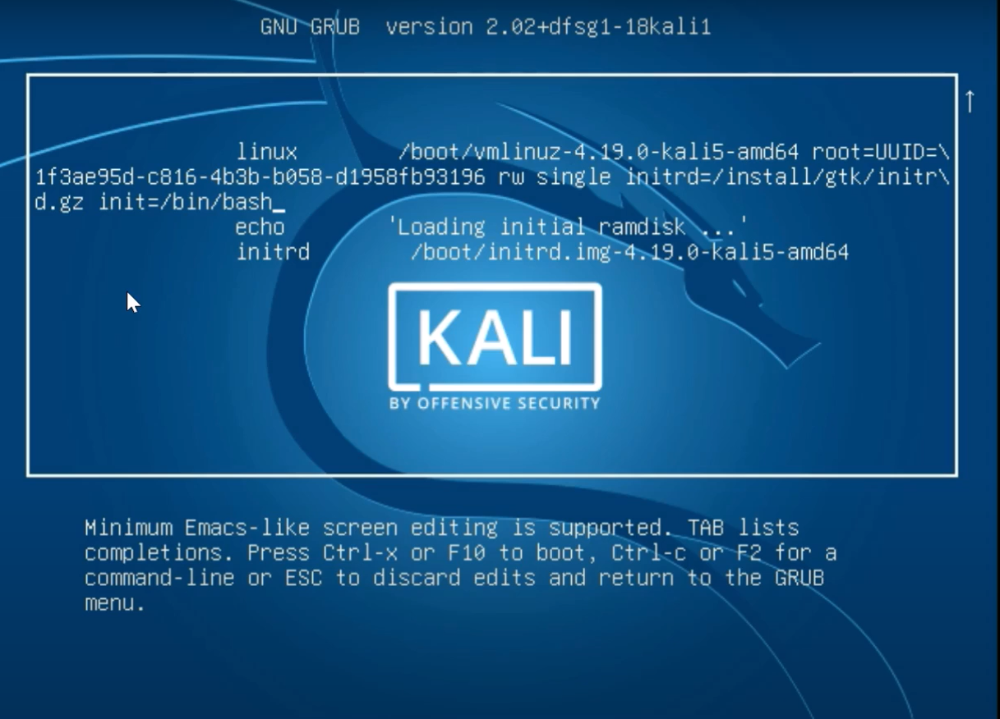 GNU GRUB  version 2.02+dfsg1-18kali1
↑
linux        /boot/vmlinuz-4.19.0-kali5-amd64 root=UUID=\
1f3ae95d-c816-4b3b-b058-d1958fb93196 rw single initrd=/install/gtk/initr\
d.gz init=/bin/bash_
echo        'Loading initial ramdisk ...'
initrd        /boot/initrd.img-4.19.0-kali5-amd64
KALI
BY OFFENSIVE SECURITY
Minimum Emacs-like screen editing is supported. TAB lists
completions. Press Ctrl-x or F10 to boot, Ctrl-c or F2 for a
command-line or ESC to discard edits and return to the GRUB
menu.